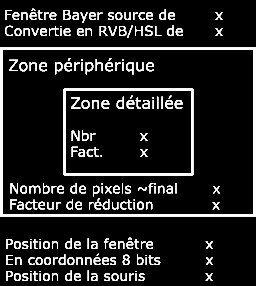 Fenêtre Bayer source de x
Convertie en RVB/HSL de x
Zone périphérique
Zone détaillée
Nbr x
Fact. x
Nombre de pixels ~final x
Facteur de réduction x
Position de la fenêtre x
En coordonnées 8 bits x
Position de la souris x